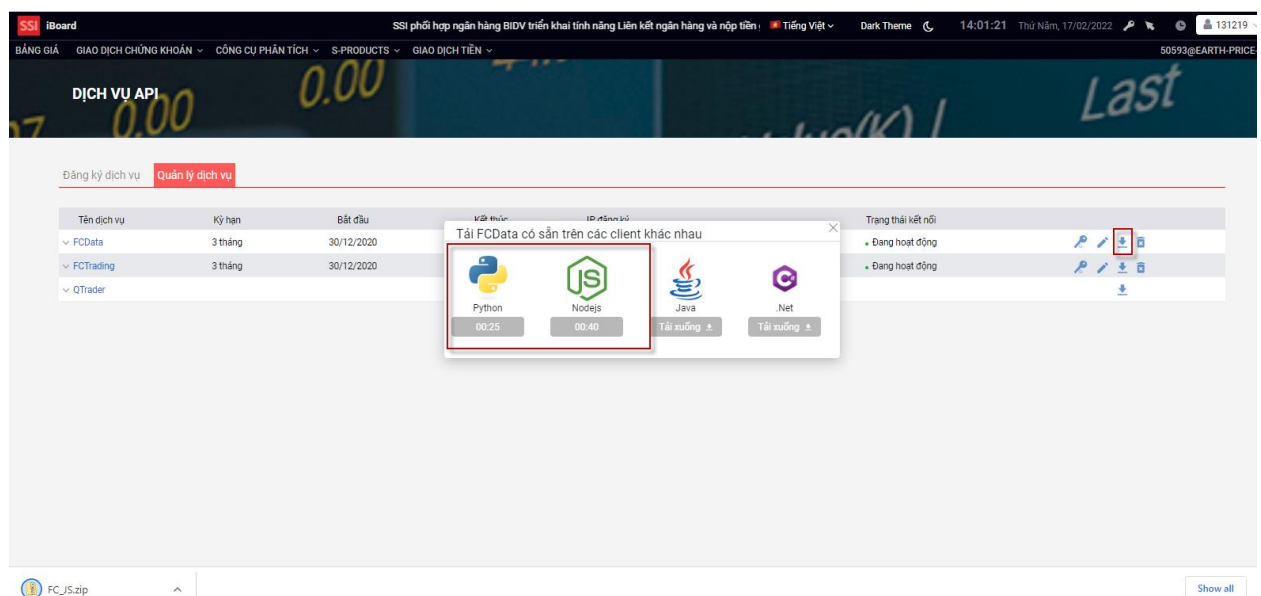 SSI iBoard SSI phối hợp ngân hàng BIDV triển khai tính năng Liên kết ngân hàng và nộp tiền Tiếng Việt Dark Theme 14:01:21 Thứ Năm, 17/02/2022 131219
BẢNG GIÁ GIAO DỊCH CHỨNG KHOÁN CÔNG CỤ PHÂN TÍCH S-PRODUCTS GIAO DỊCH TIỀN 50593@EARTH-PRICE-
DỊCH VỤ API
0.00 0.00 Last
Đăng ký dịch vụ Quản lý dịch vụ
Tên dịch vụ Kỳ hạn Bắt đầu Kết thúc IP đăng ký Trạng thái kết nối
FCData 3 tháng 30/12/2020 Đang hoạt động
FCTrading 3 tháng 30/12/2020 Đang hoạt động
QTrader
Tải FCData có sẵn trên các client khác nhau
Python Nodejs Java .Net
00:25 00:40 Tải xuống Tải xuống
FC_JS.zip Show all